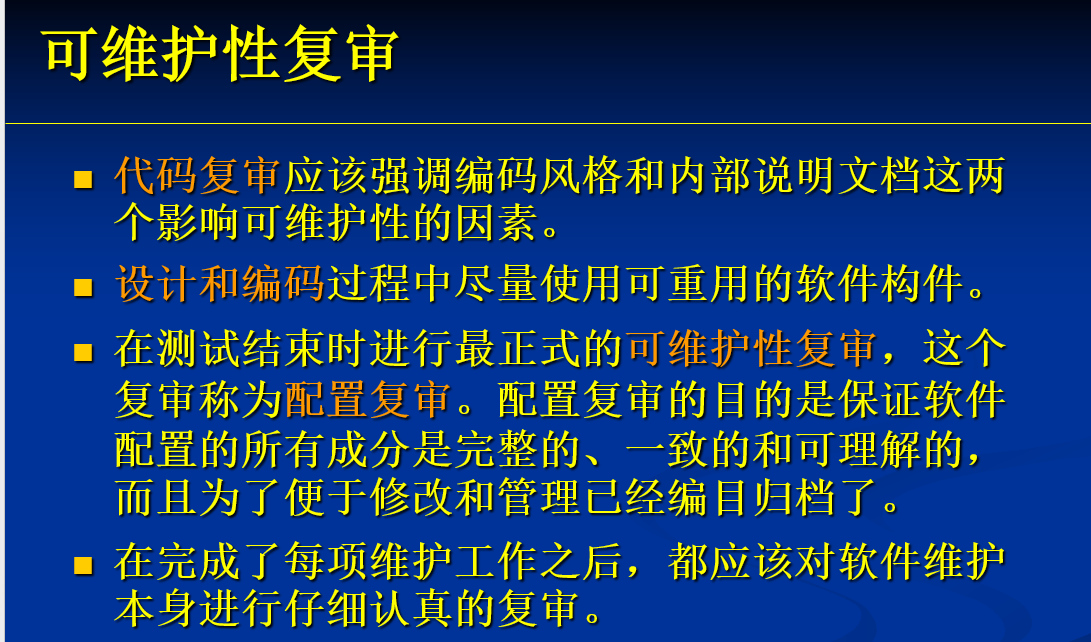 可维护性复审
代码复审应该强调编码风格和内部说明文档这两
个影响可维护性的因素。
设计和编码过程中尽量使用可重用的软件构件。
在测试结束时进行最正式的可维护性复审，这个
复审称为配置复审。配置复审的目的是保证软件
配置的所有成分是完整的、一致的和可理解的，
而且为了便于修改和管理已经编目归档了。
在完成了每项维护工作之后，都应该对软件维护
本身进行仔细认真的复审。